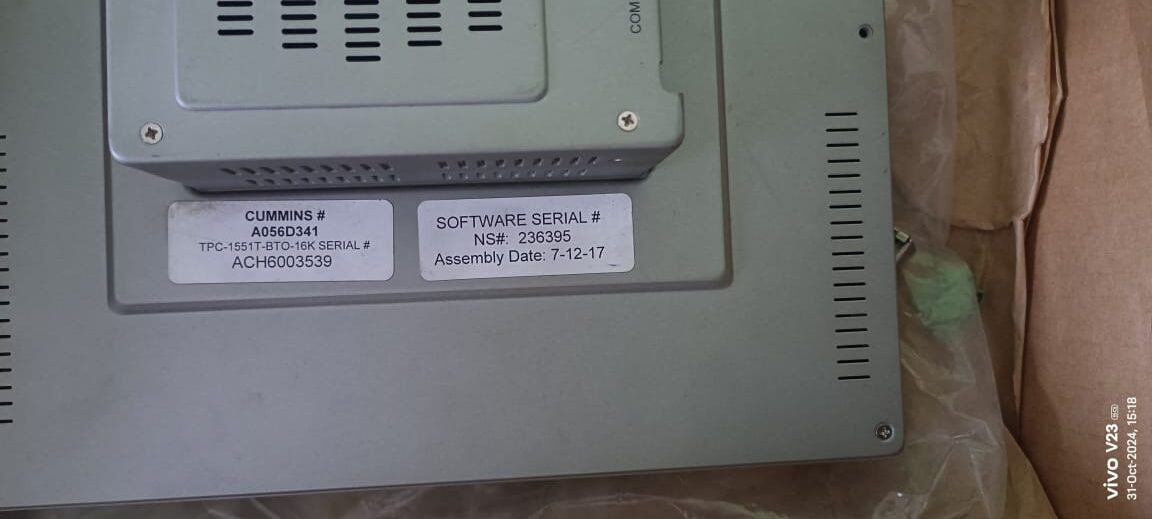 COM
CUMMINS #
A056D341
TPC-1551T-BTO-16K SERIAL #
ACH6003539
SOFTWARE SERIAL #
NS#: 236395
Assembly Date: 7-12-17
vivo V23 5G
31-Oct-2024, 15:18